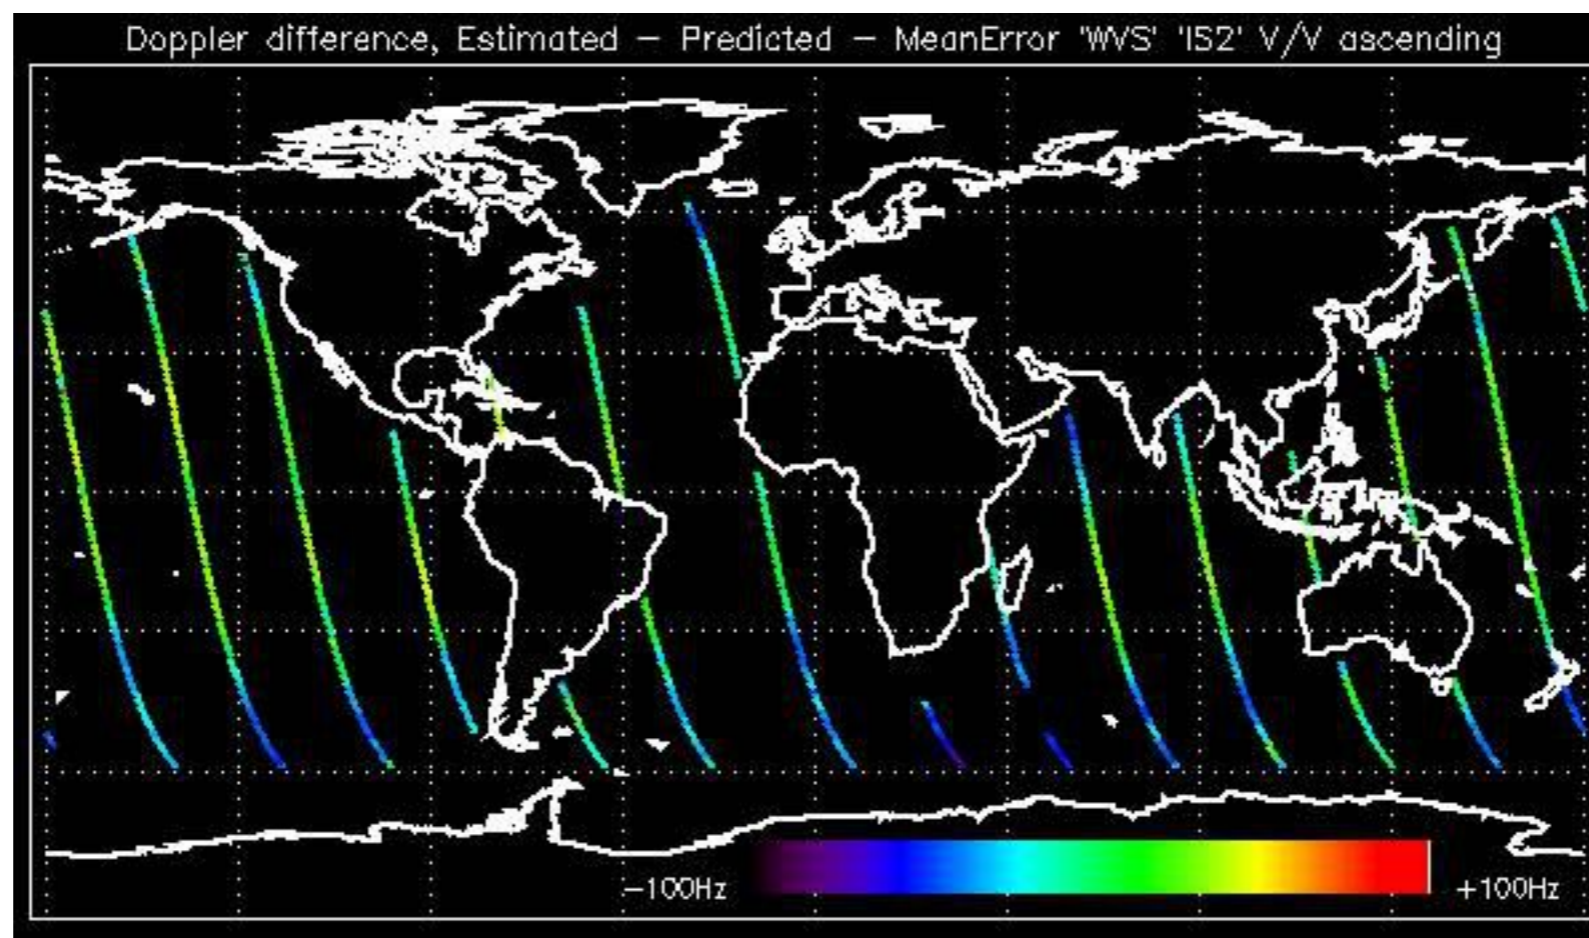 Doppler difference, Estimated – Predicted – MeanError 'WVS' 'IS2' V/V ascending
–100Hz +100Hz